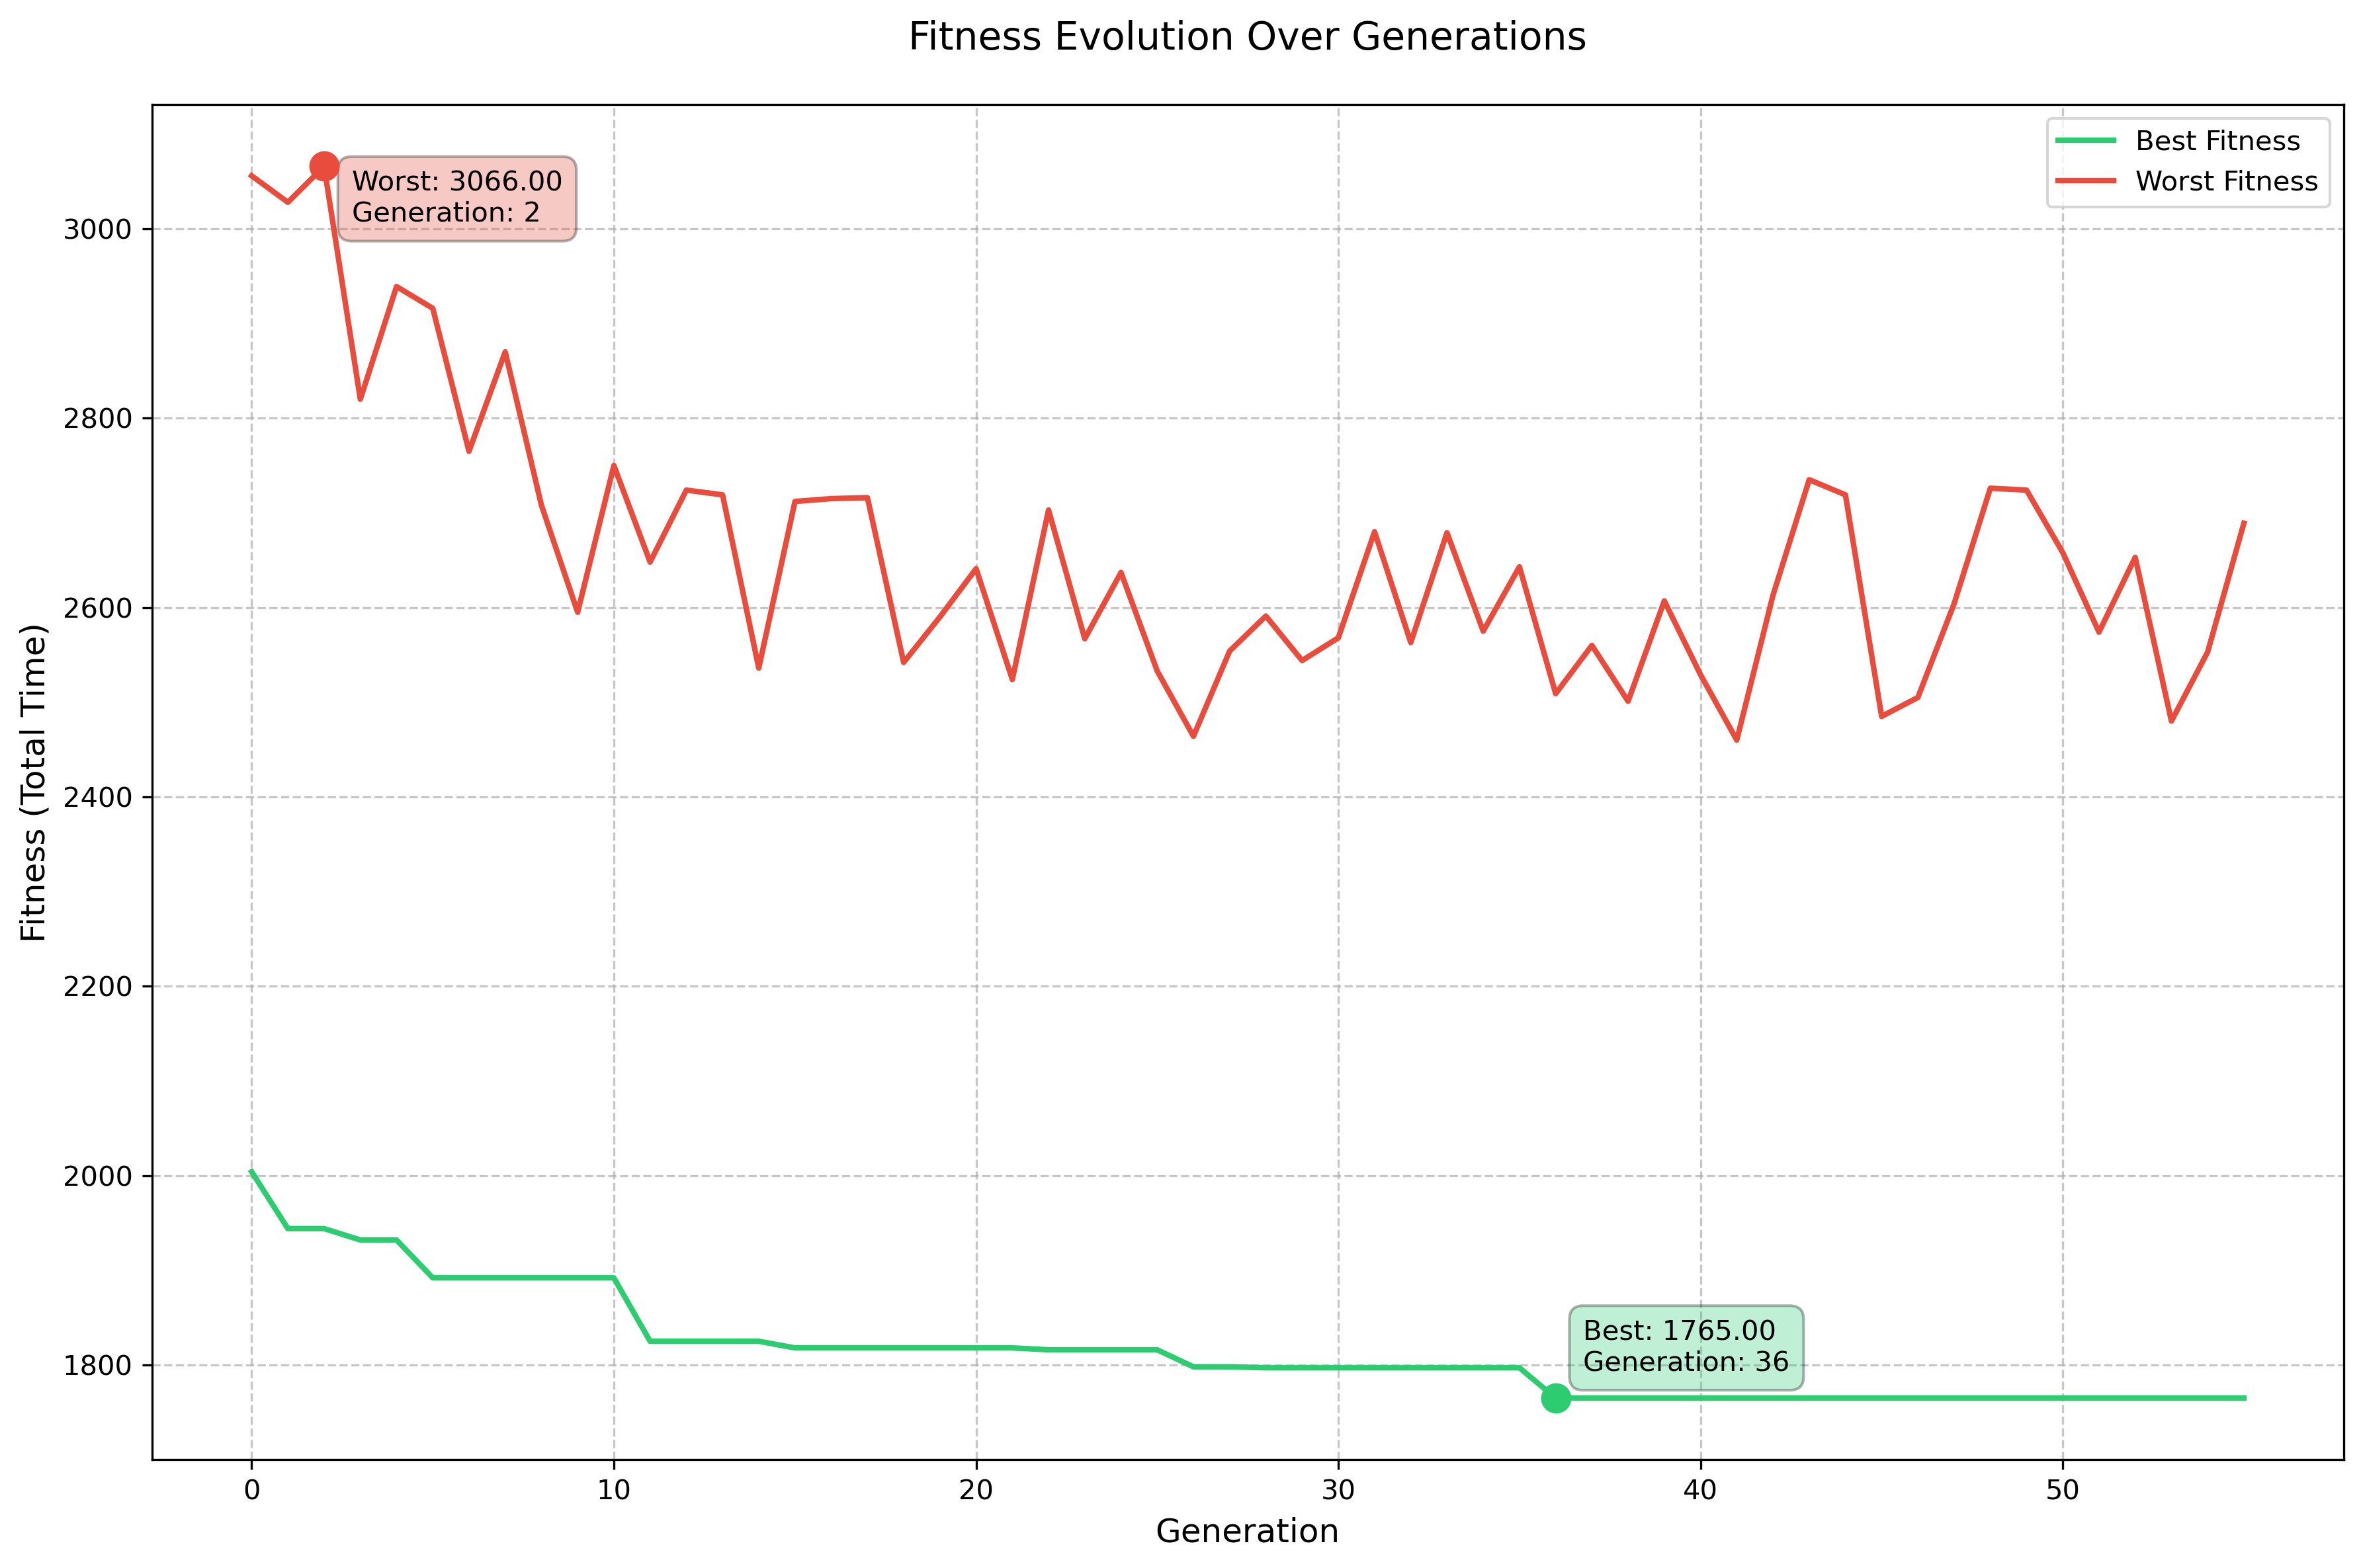 Fitness Evolution Over Generations
Best Fitness
Worst Fitness
Worst: 3066.00
Generation: 2
3000
2800
2600
2400
2200
2000
1800
Fitness (Total Time)
Best: 1765.00
Generation: 36
0
10
20
30
40
50
Generation